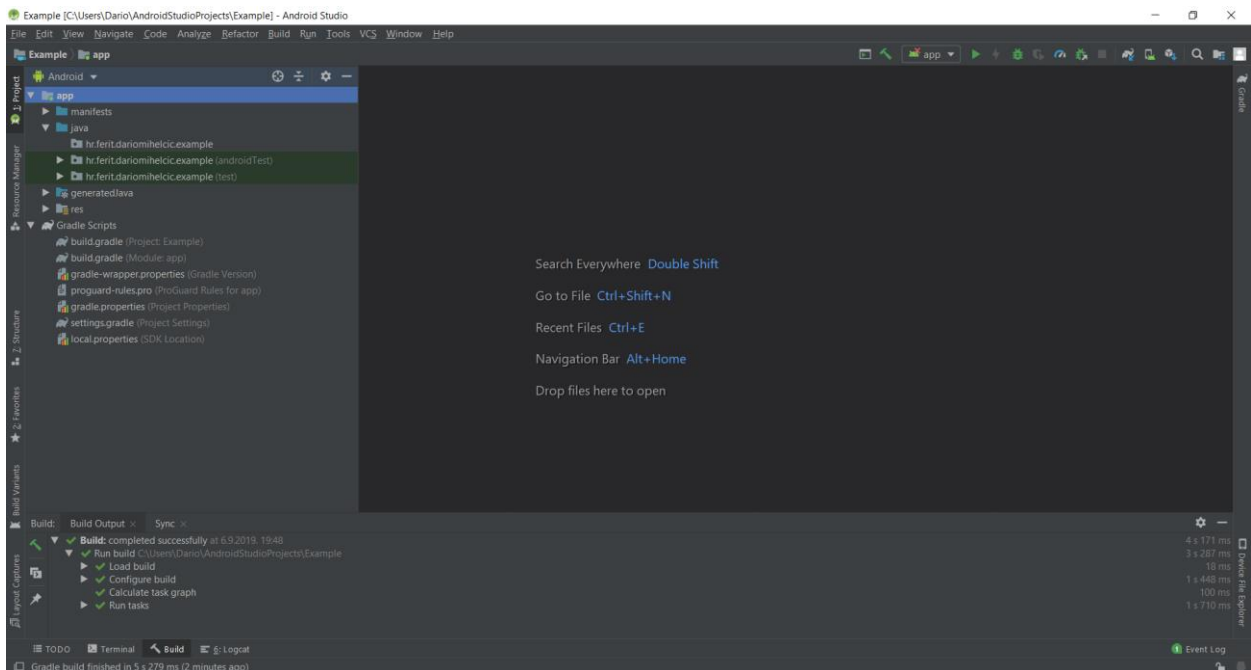 Example [C:\Users\Dario\AndroidStudioProjects\Example] - Android Studio
File Edit View Navigate Code Analyze Refactor Build Run Tools VCS Window Help
Example app
app
1: Project
Resource Manager
7: Structure
2: Favorites
Build Variants
Layout Captures
Android
app
manifests
java
hr.ferit.dariomihelcic.example
hr.ferit.dariomihelcic.example (androidTest)
hr.ferit.dariomihelcic.example (test)
generatedJava
res
Gradle Scripts
build.gradle (Project: Example)
build.gradle (Module: app)
gradle-wrapper.properties (Gradle Version)
proguard-rules.pro (ProGuard Rules for app)
gradle.properties (Project Properties)
settings.gradle (Project Settings)
local.properties (SDK Location)
Search Everywhere Double Shift
Go to File Ctrl+Shift+N
Recent Files Ctrl+E
Navigation Bar Alt+Home
Drop files here to open
Gradle
Device File Explorer
Build: Build Output Sync
Build: completed successfully at 6.9.2019. 19:48 4 s 171 ms
Run build C:\Users\Dario\AndroidStudioProjects\Example 3 s 287 ms
Load build 18 ms
Configure build 1 s 448 ms
Calculate task graph 100 ms
Run tasks 1 s 710 ms
TODO Terminal Build 6: Logcat 1 Event Log
Gradle build finished in 5 s 279 ms (2 minutes ago)